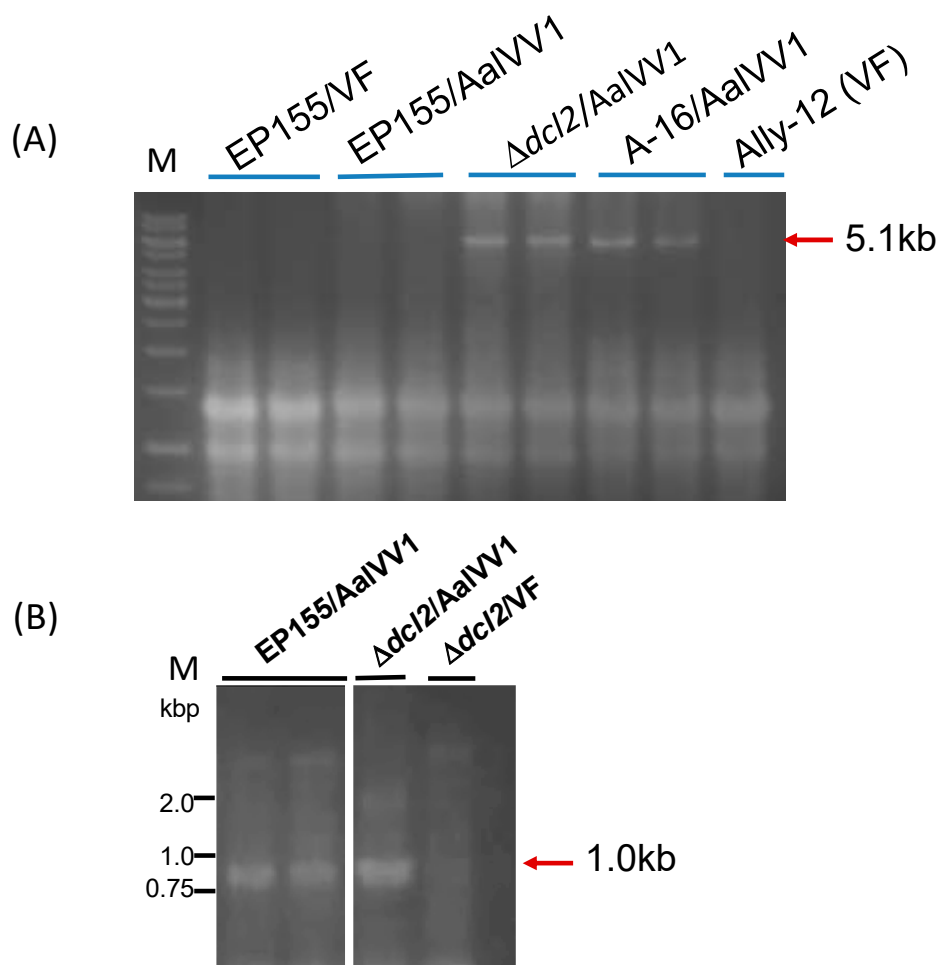 (A)
M
EP155/VF
EP155/AalVV1
Δdcl2/AalVV1
A-16/AalVV1
Ally-12 (VF)
5.1kb
(B)
M
EP155/AalVV1
Δdcl2/AalVV1
Δdcl2/VF
kbp
2.0
1.0
0.75
1.0kb